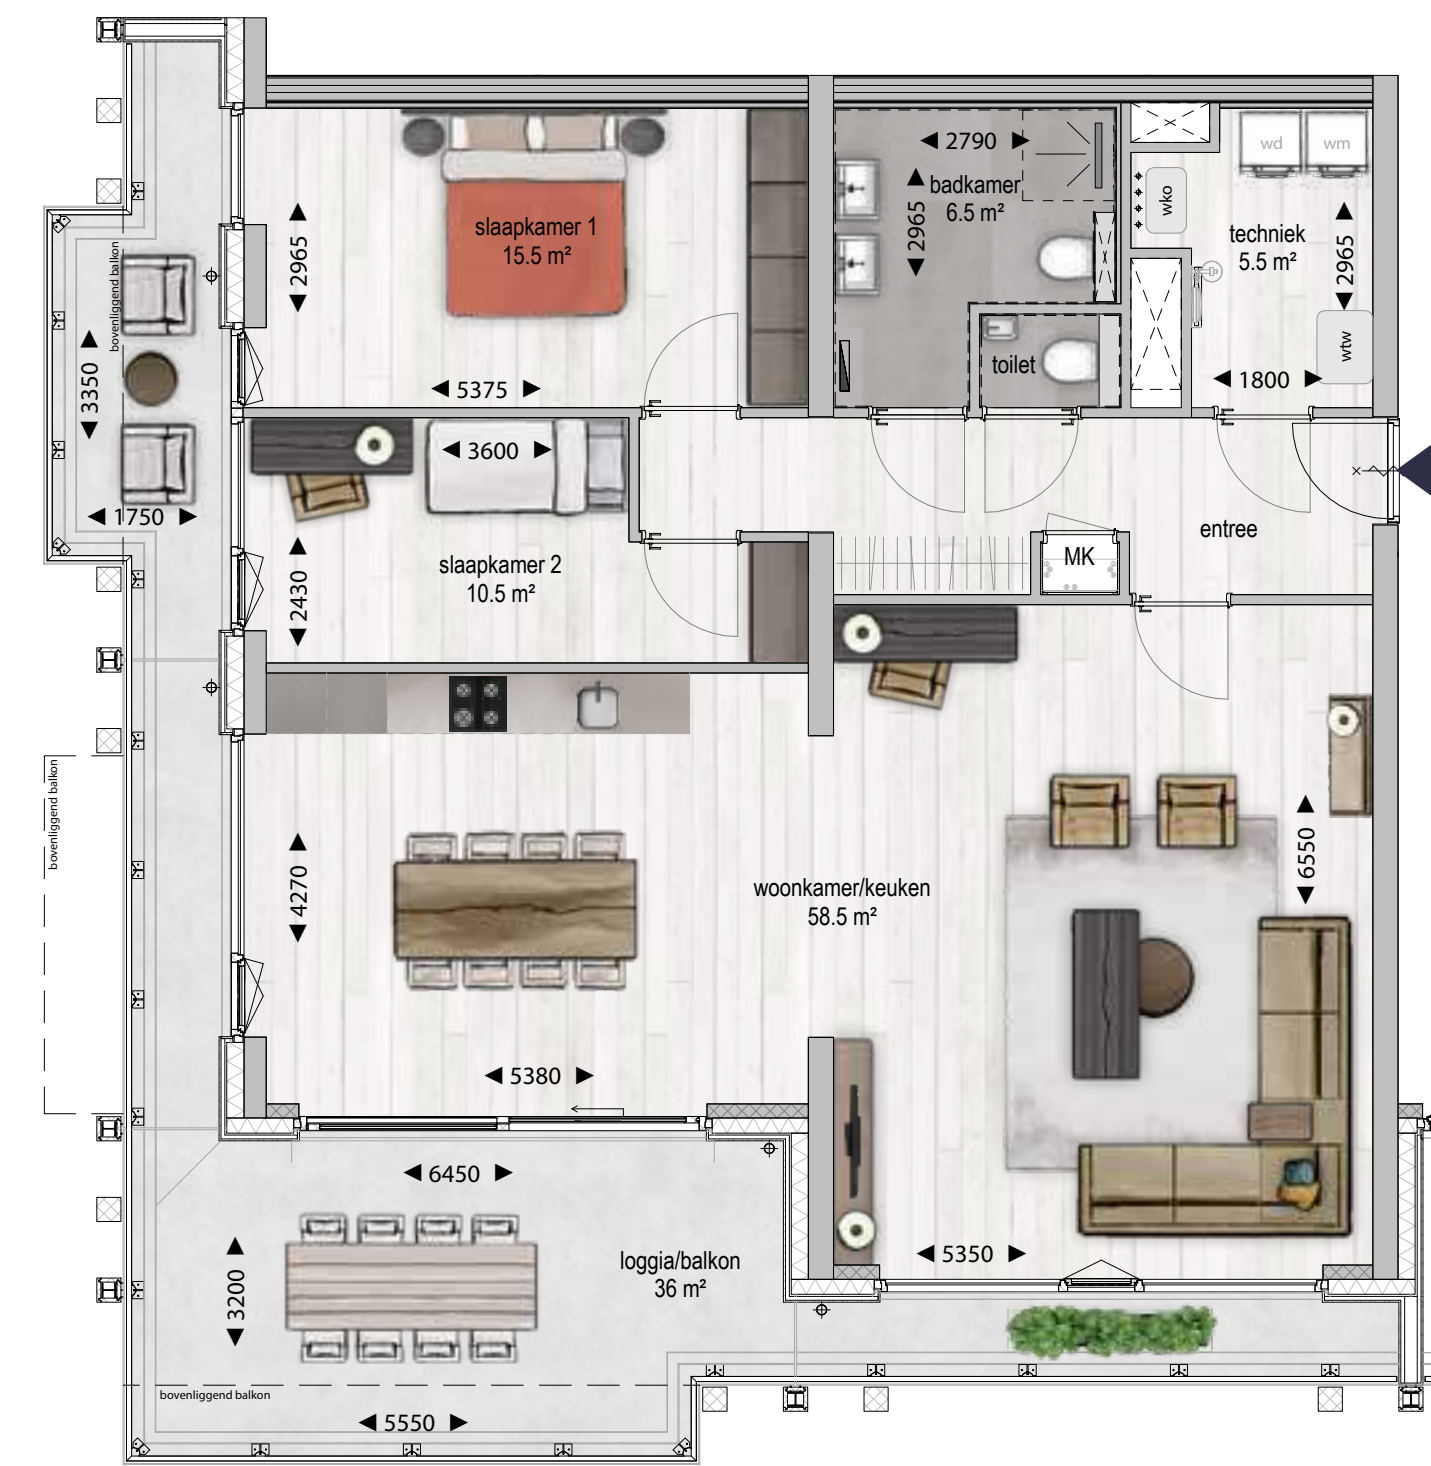 slaapkamer 1
15.5 m²
2965
5375
badkamer
6.5 m²
2790
2965
toilet
wd
wm
wko
techniek
5.5 m²
2965
wtw
1800
bovenliggend balkon
3350
1750
3600
slaapkamer 2
10.5 m²
2430
MK
entree
woonkamer/keuken
58.5 m²
4270
5380
6550
5350
bovenliggend balkon
6450
3200
loggia/balkon
36 m²
bovenliggend balkon
5550